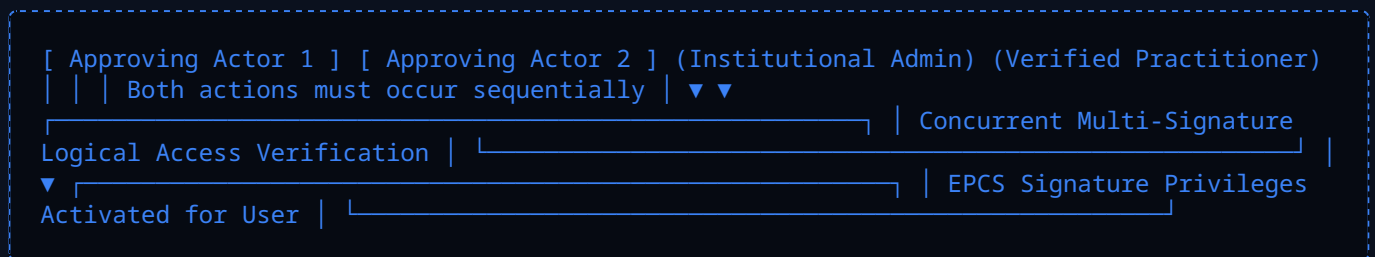 [ Approving Actor 1 ] [ Approving Actor 2 ] (Institutional Admin) (Verified Practitioner)
│ │ │ Both actions must occur sequentially │ ▼ ▼
┌─────────────────────────────────────────────────────────┐ │ Concurrent Multi-Signature
Logical Access Verification │ └─────────────────────────────────────────────────────────┘ │
▼ ┌─────────────────────────────────────────────────────────┐ │ EPCS Signature Privileges
Activated for User │ └─────────────────────────────────────────────────────────┘